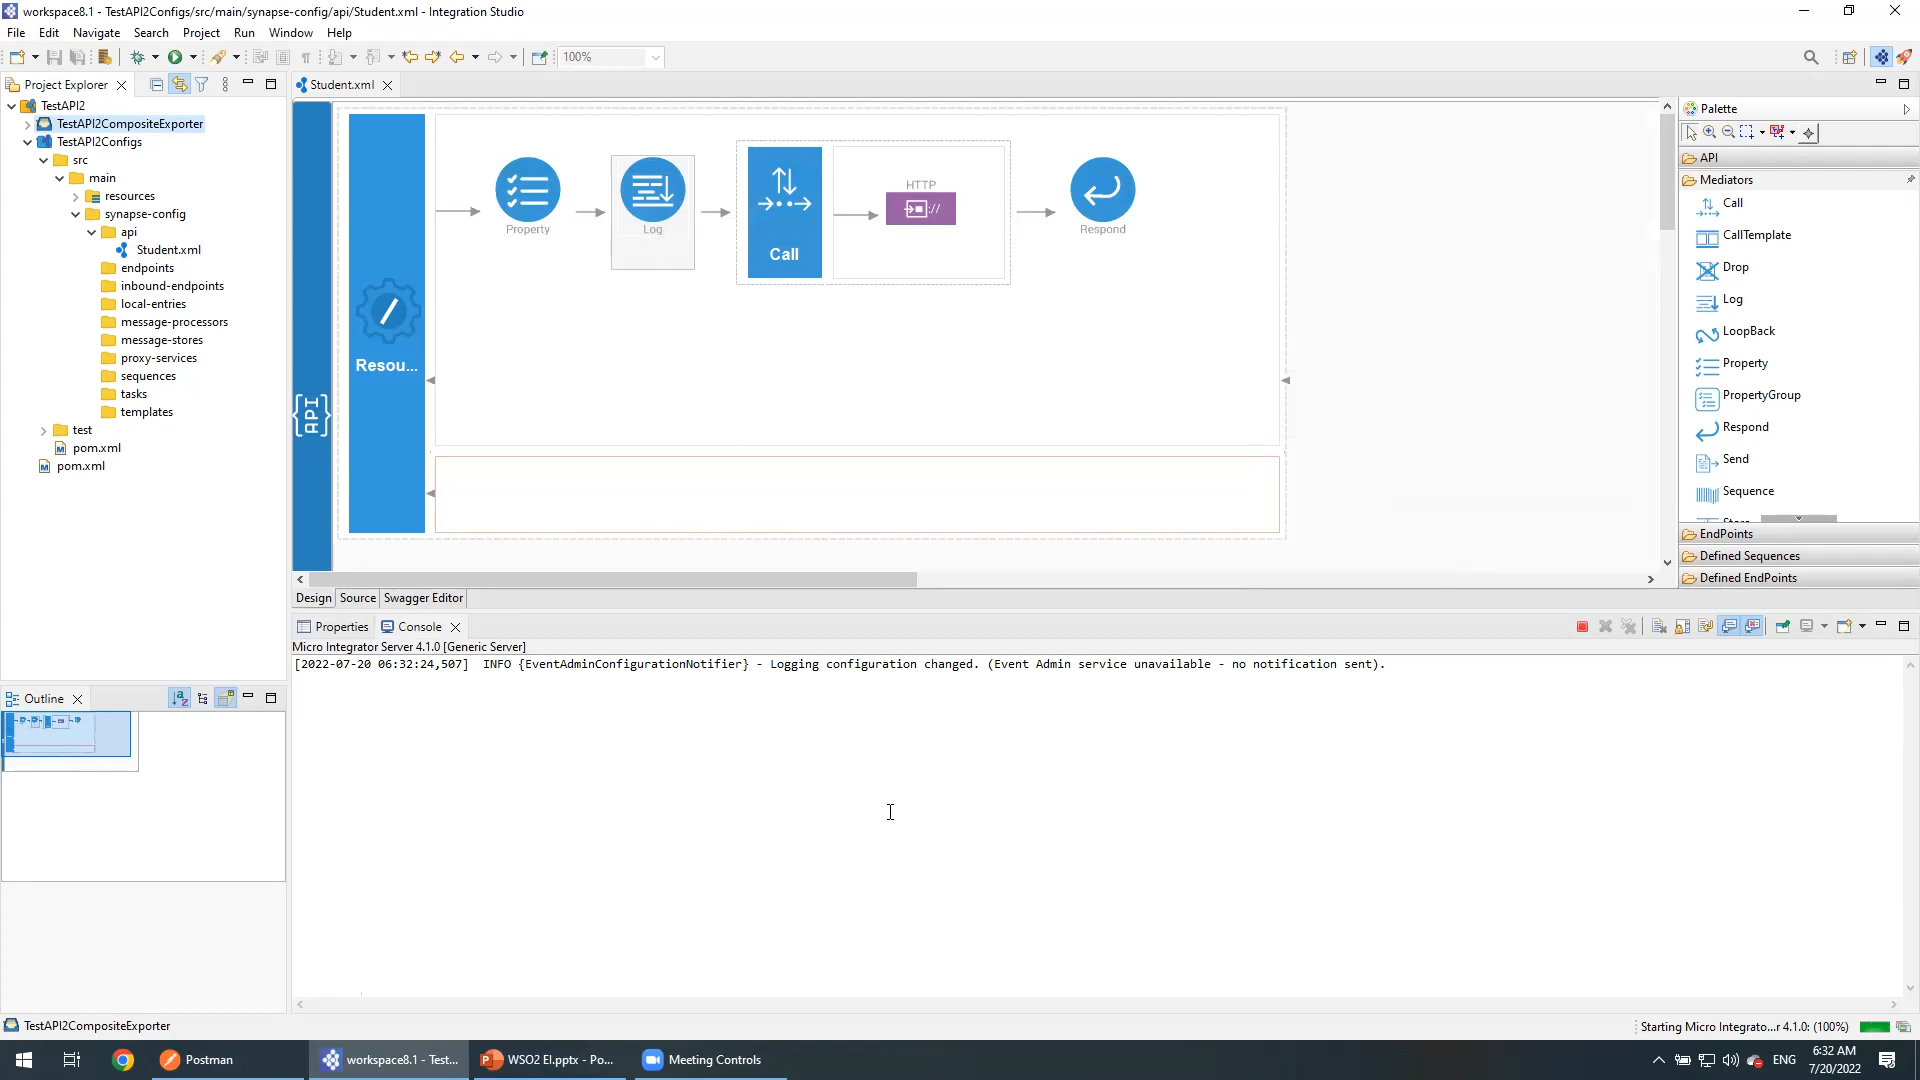 workspace8.1 - TestAPI2Configs/src/main/synapse-config/api/Student.xml - Integration Studio
File Edit Navigate Search Project Run Window Help
100%
Project Explorer
Student.xml
TestAPI2
TestAPI2CompositeExporter
TestAPI2Configs
src
main
resources
synapse-config
api
Student.xml
endpoints
inbound-endpoints
local-entries
message-processors
message-stores
proxy-services
sequences
tasks
templates
test
pom.xml
pom.xml
{API}
Resou...
Property
Log
Call
HTTP
://
Respond
Palette
API
Mediators
Call
CallTemplate
Drop
Log
LoopBack
Property
PropertyGroup
Respond
Send
Sequence
EndPoints
Defined Sequences
Defined EndPoints
Design Source Swagger Editor
Properties Console
Micro Integrator Server 4.1.0 [Generic Server]
[2022-07-20 06:32:24,507] INFO {EventAdminConfigurationNotifier} - Logging configuration changed. (Event Admin service unavailable - no notification sent).
Outline
TestAPI2CompositeExporter
Starting Micro Integrato...r 4.1.0: (100%)
Postman
workspace8.1 - Test...
WSO2 EI.pptx - Po...
Meeting Controls
ENG
6:32 AM
7/20/2022